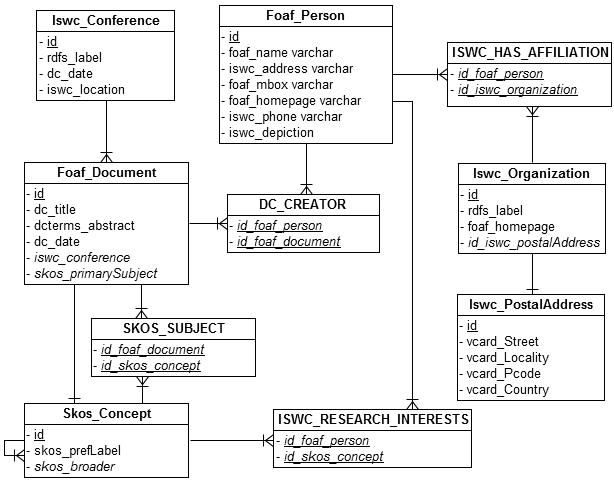 Iswc_Conference
- id
- rdfs_label
- dc_date
- iswc_location
Foaf_Person
- id
- foaf_name varchar
- iswc_address varchar
- foaf_mbox varchar
- foaf_homepage varchar
- iswc_phone varchar
- iswc_depiction
ISWC_HAS_AFFILIATION
- id_foaf_person
- id_iswc_organization
Foaf_Document
- id
- dc_title
- dcterms_abstract
- dc_date
- iswc_conference
- skos_primarySubject
DC_CREATOR
- id_foaf_person
- id_foaf_document
Iswc_Organization
- id
- rdfs_label
- foaf_homepage
- id_iswc_postalAddress
Iswc_PostalAddress
- id
- vcard_Street
- vcard_Locality
- vcard_Pcode
- vcard_Country
SKOS_SUBJECT
- id_foaf_document
- id_skos_concept
Skos_Concept
- id
- skos_prefLabel
- skos_broader
ISWC_RESEARCH_INTERESTS
- id_foaf_person
- id_skos_concept